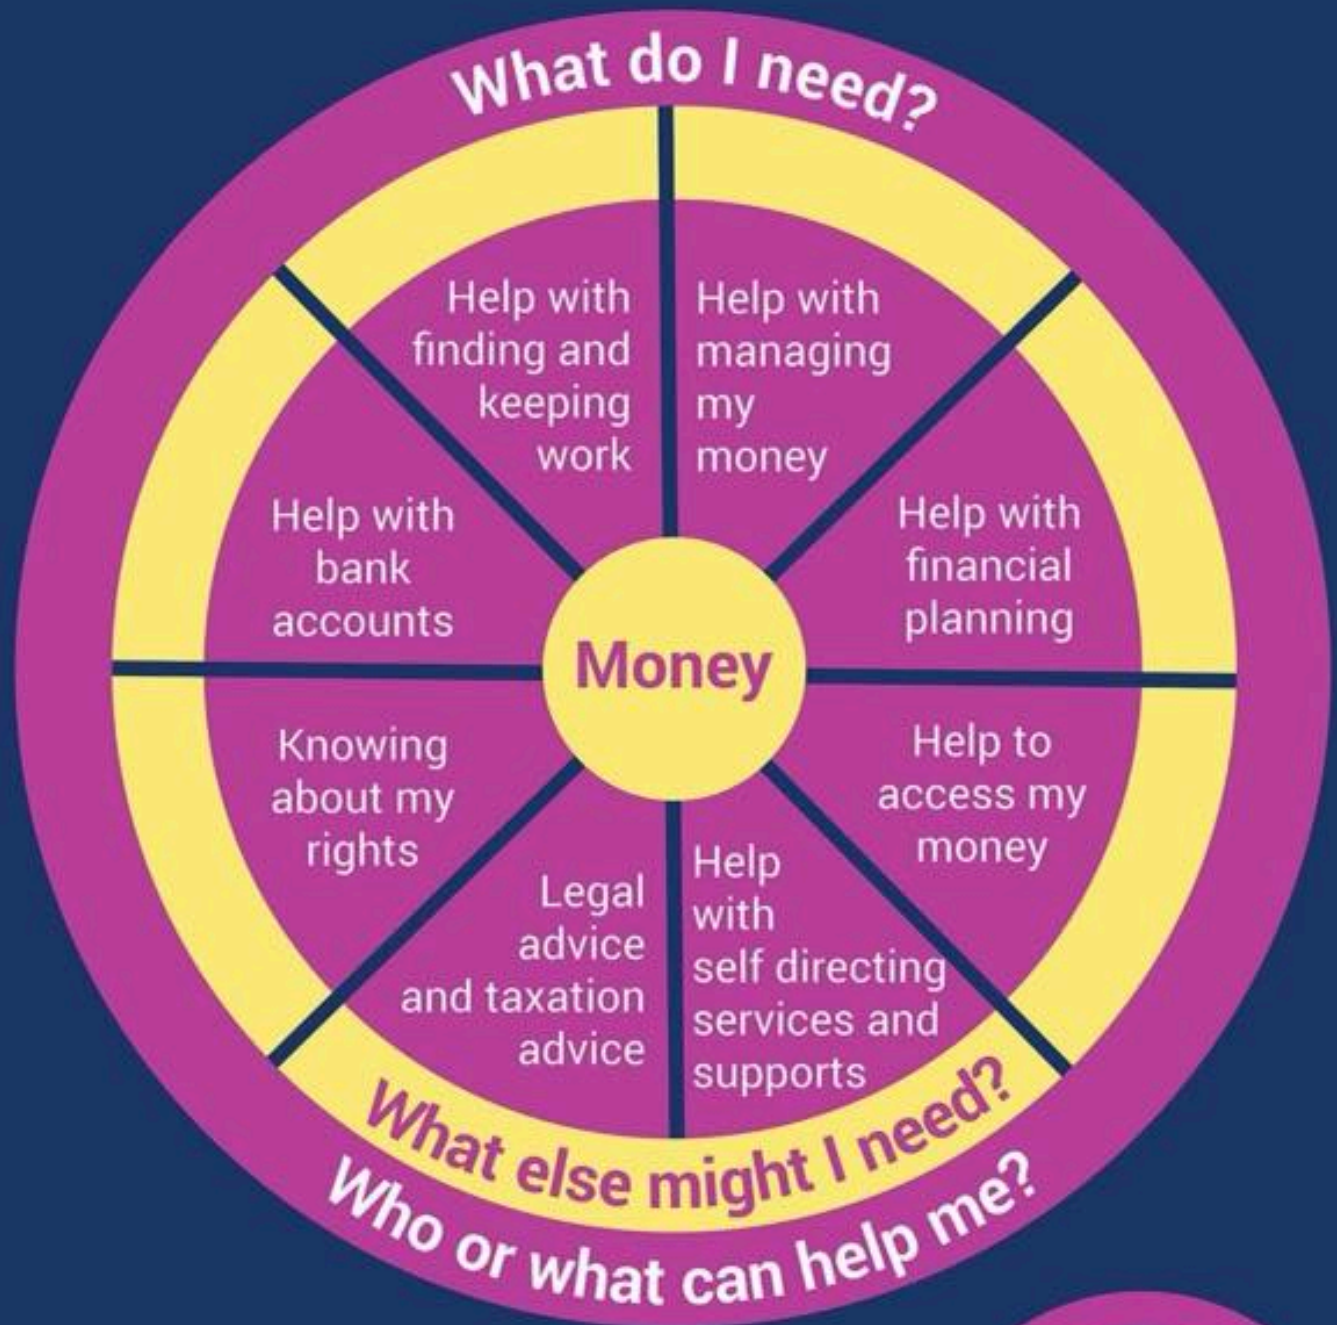 What do I need?
Help with
managing
my
money
Help with
financial
planning
Help to
access my
money
Help
with
self directing
services and
supports
Legal
advice
and taxation
advice
Knowing
about my
rights
Help with
bank
accounts
Help with
finding and
keeping
work
Money
What else might I need?
Who or what can help me?